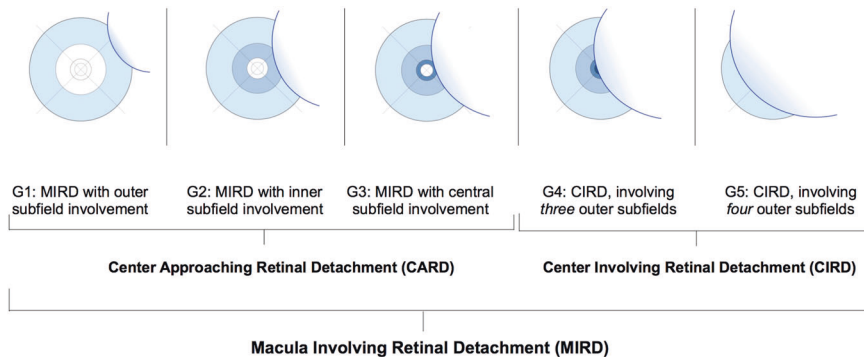 G1: MIRD with outer
subfield involvement
G2: MIRD with inner
subfield involvement
G3: MIRD with central
subfield involvement
G4: CIRD, involving
three outer subfields
G5: CIRD, involving
four outer subfields
Center Approaching Retinal Detachment (CARD)
Center Involving Retinal Detachment (CIRD)
Macula Involving Retinal Detachment (MIRD)